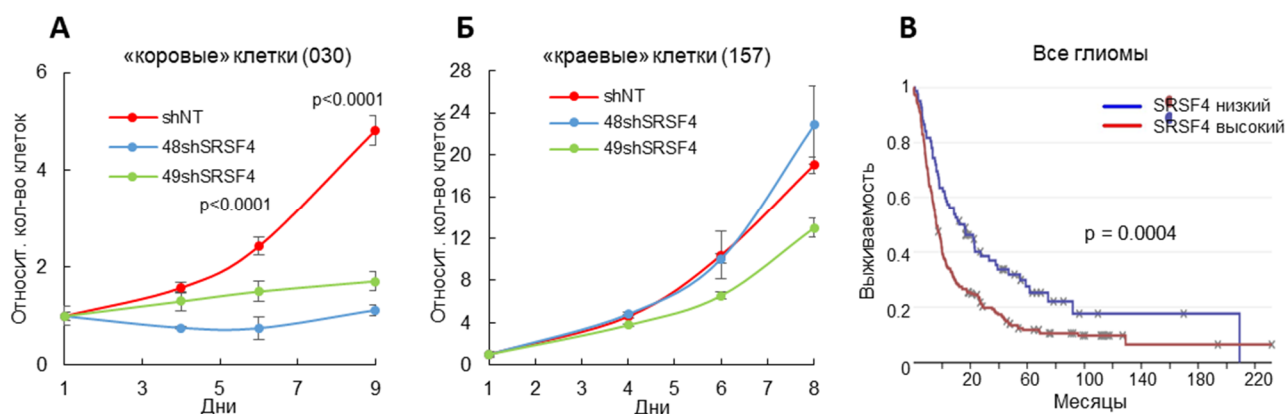 А
«коровые» клетки (030)
Относит. кол-во клеток
6
4
2
0
shNT
48shSRSF4
49shSRSF4
p<0.0001
p<0.0001
1 3 5 7 9
Дни
Б
«краевые» клетки (157)
Относит. кол-во клеток
28
24
20
16
12
8
4
0
shNT
48shSRSF4
49shSRSF4
1 2 3 4 5 6 7 8
Дни
В
Все глиомы
Выживаемость
1
0.8
0.6
0.4
0.2
0
SRSF4 низкий
SRSF4 высокий
p = 0.0004
20 60 100 140 180 220
Месяцы